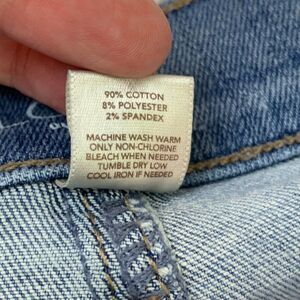 90% COTTON
8% POLYESTER
2% SPANDEX
MACHINE WASH WARM
ONLY NON-CHLORINE
BLEACH WHEN NEEDED
TUMBLE DRY LOW
COOL IRON IF NEEDED